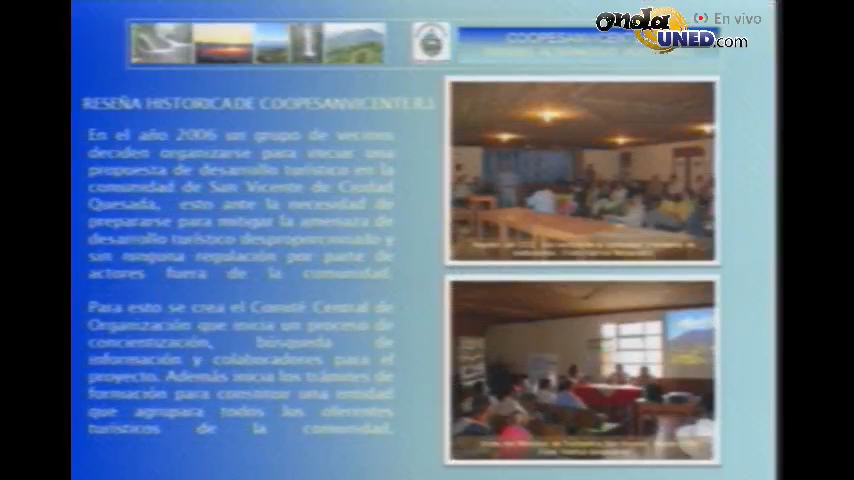 onda
UNED.com
En vivo
COOPESANVICENTE
RESEÑA HISTORICA DE COOPESANVICENTE R.L
En el año 2006 un grupo de vecinos
deciden organizarse para iniciar una
propuesta de desarrollo turístico en la
comunidad de San Vicente de Ciudad
Quesada, esto ante la necesidad de
prepararse para mitigar la amenaza de
desarrollo turístico desproporcionado y
sin ninguna regulación por parte de
actores fuera de la comunidad.
Para esto se crea el Comité Central de
Organización que inicia un proceso de
concientización, búsqueda de
información y colaboradores para el
proyecto. Además inicia los trámites de
formación para constituir una entidad
que agrupara todos los oferentes
turísticos de la comunidad.